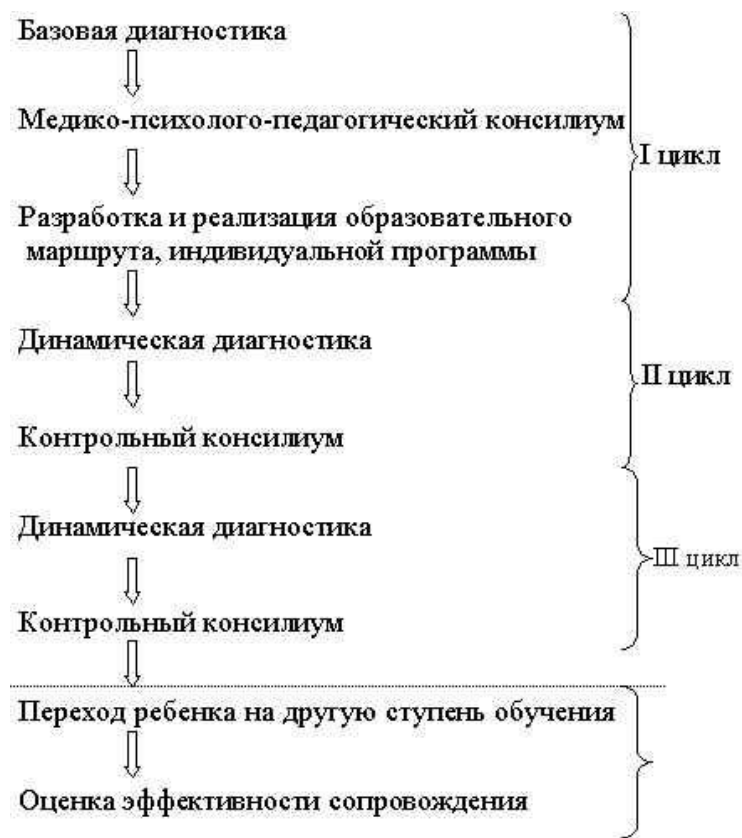 Базовая диагностика
Медико-психолого-педагогический консилиум
I цикл
Разработка и реализация образовательного
маршрута, индивидуальной программы
Динамическая диагностика
II цикл
Контрольный консилиум
Динамическая диагностика
III цикл
Контрольный консилиум
Переход ребенка на другую ступень обучения
Оценка эффективности сопровождения